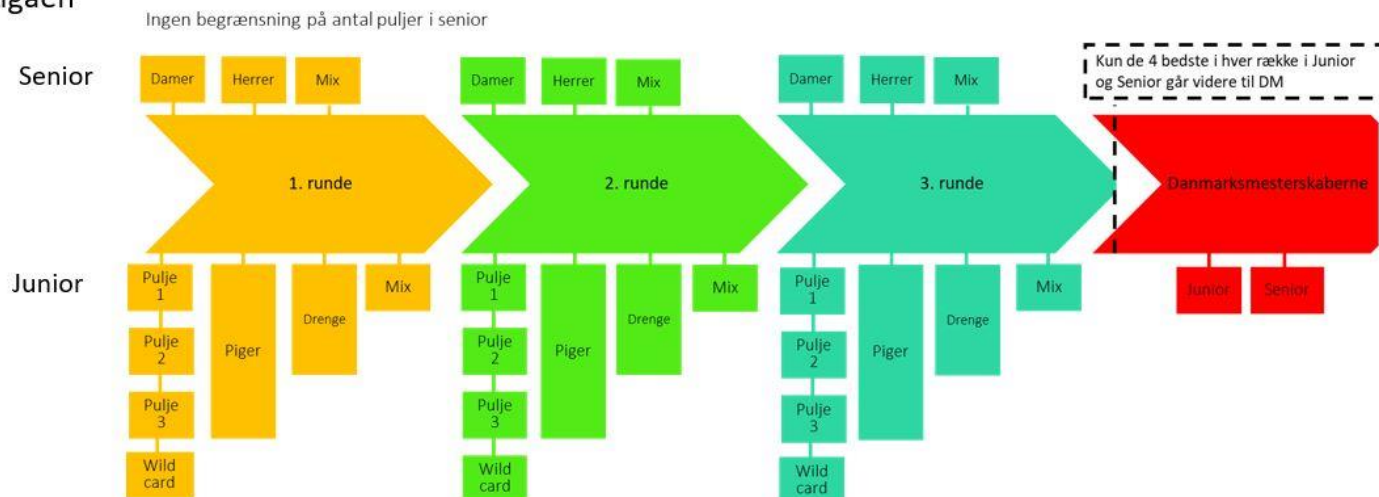 Ingen begrænsning på antal puljer i senior
Senior
Damer
Herrer
Mix
Damer
Herrer
Mix
Damer
Herrer
Mix
Kun de 4 bedste i hver række i Junior
og Senior går videre til DM
1. runde
2. runde
3. runde
Danmarksmesterskaberne
Junior
Pulje
1
Pulje
2
Pulje
3
Wild
card
Piger
Drenge
Mix
Pulje
1
Pulje
2
Pulje
3
Wild
card
Piger
Drenge
Mix
Pulje
1
Pulje
2
Pulje
3
Wild
card
Piger
Drenge
Mix
Junior
Senior